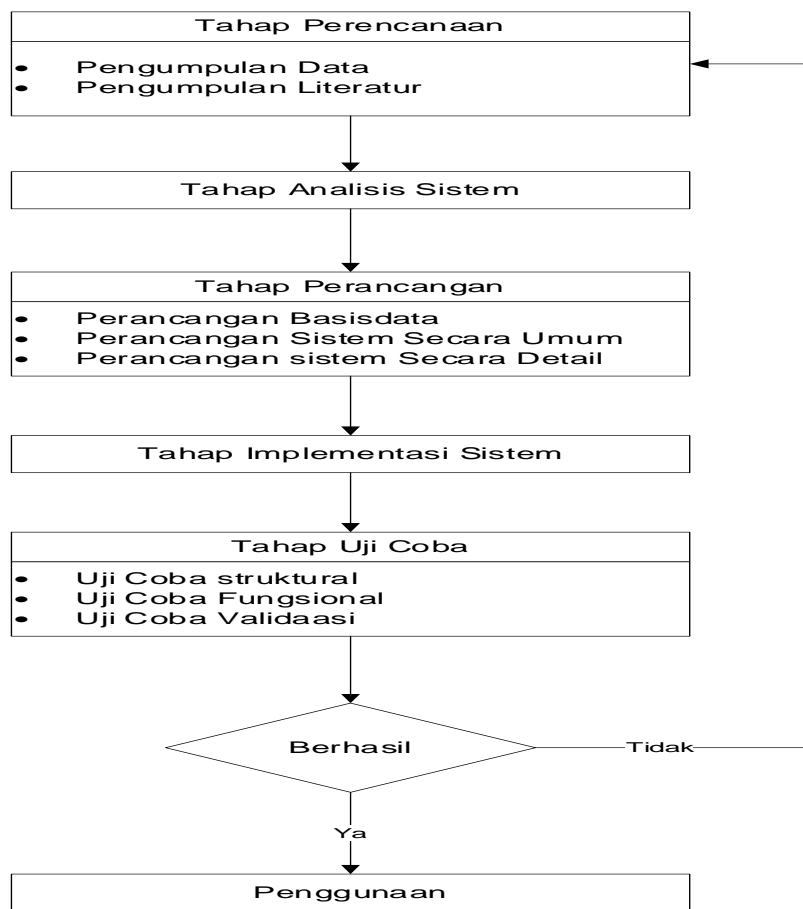 Tahap Perencanaan
• Pengumpulan Data
• Pengumpulan Literatur
Tahap Analisis Sistem
Tahap Perancangan
• Perancangan Basisdata
• Perancangan Sistem Secara Umum
• Perancangan sistem Secara Detail
Tahap Implementasi Sistem
Tahap Uji Coba
• Uji Coba struktural
• Uji Coba Fungsional
• Uji Coba Validaasi
Berhasil
Tidak
Ya
Penggunaan